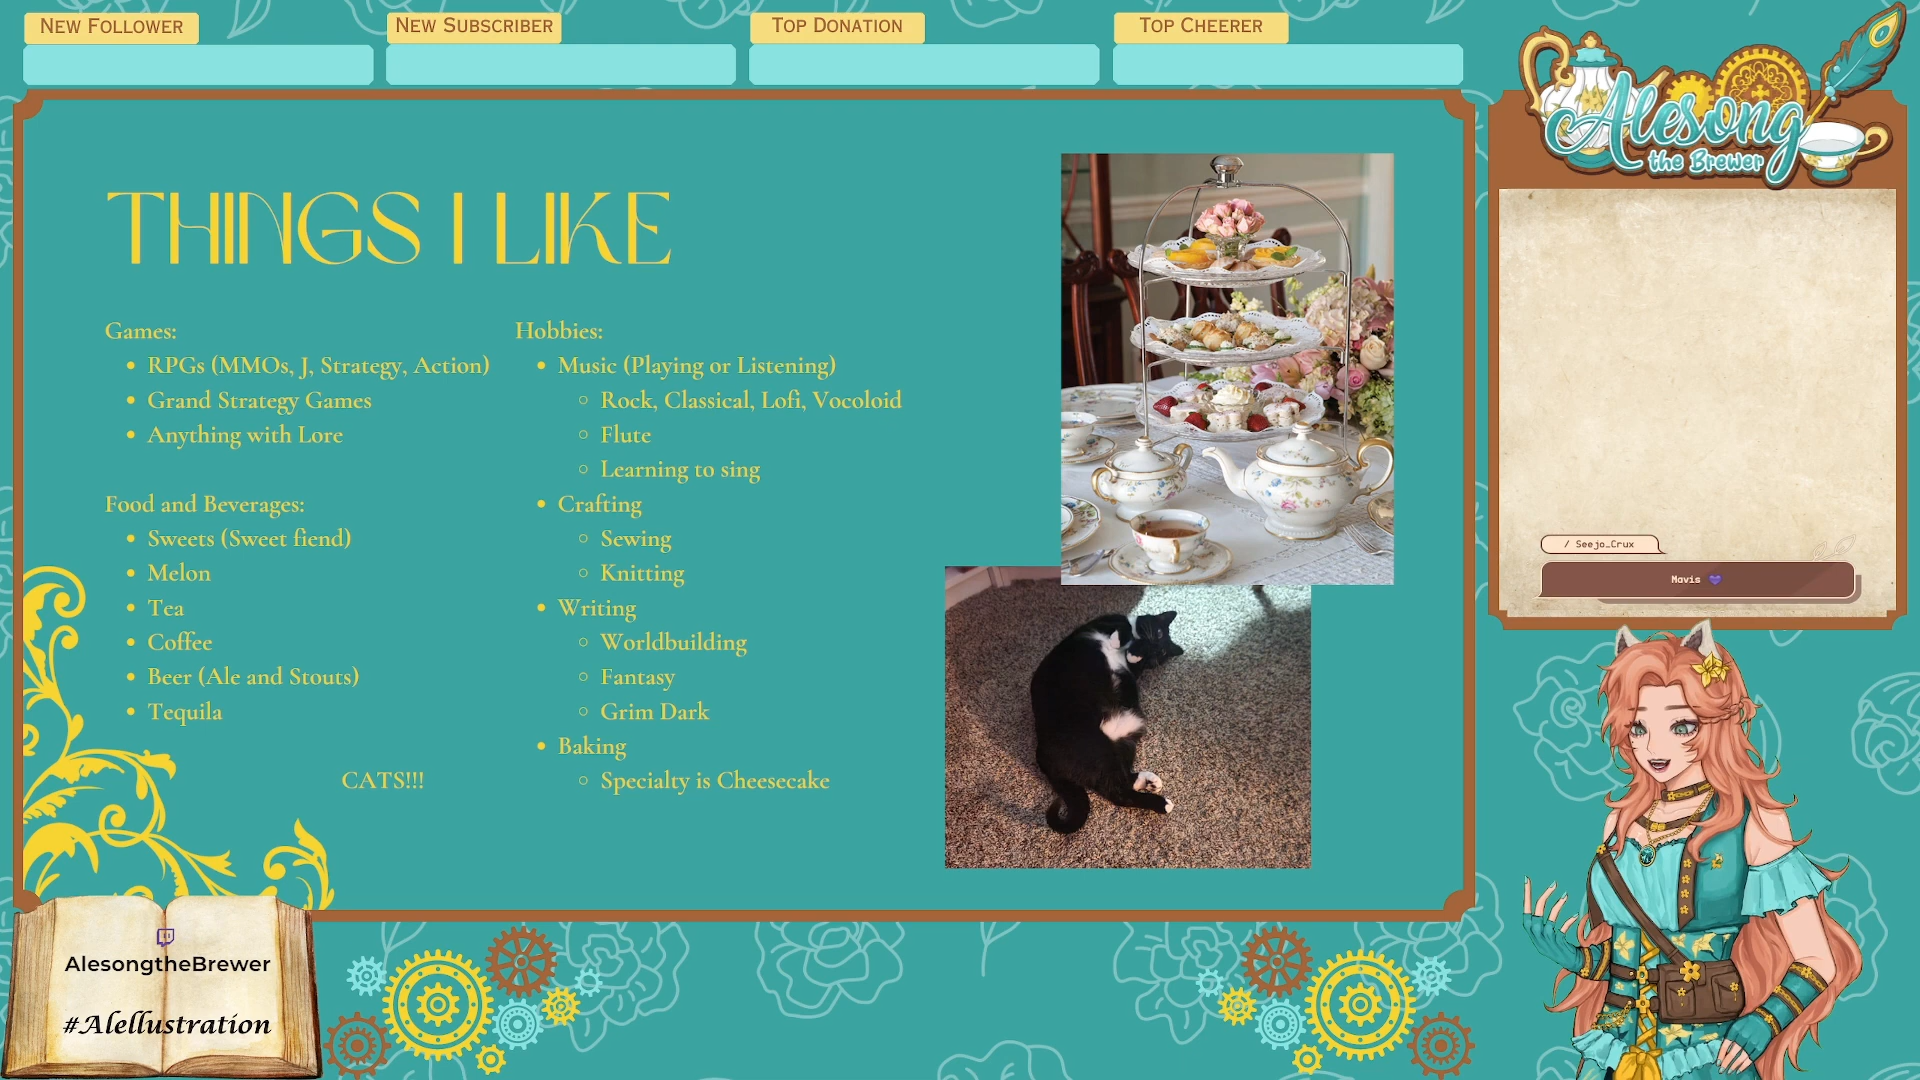 New Follower
New Subscriber
Top Donation
Top Cheerer
Alesong
the Brewer
THINGS I LIKE
Games:
• RPGs (MMOs, J, Strategy, Action)
• Grand Strategy Games
• Anything with Lore
Food and Beverages:
• Sweets (Sweet fiend)
• Melon
• Tea
• Coffee
• Beer (Ale and Stouts)
• Tequila
CATS!!!
Hobbies:
• Music (Playing or Listening)
○ Rock, Classical, Lofi, Vocoloid
○ Flute
○ Learning to sing
• Crafting
○ Sewing
○ Knitting
• Writing
○ Worldbuilding
○ Fantasy
○ Grim Dark
• Baking
○ Specialty is Cheesecake
/ Seejo_Crux
Mavis 💜
AlesongtheBrewer
#Alellustration